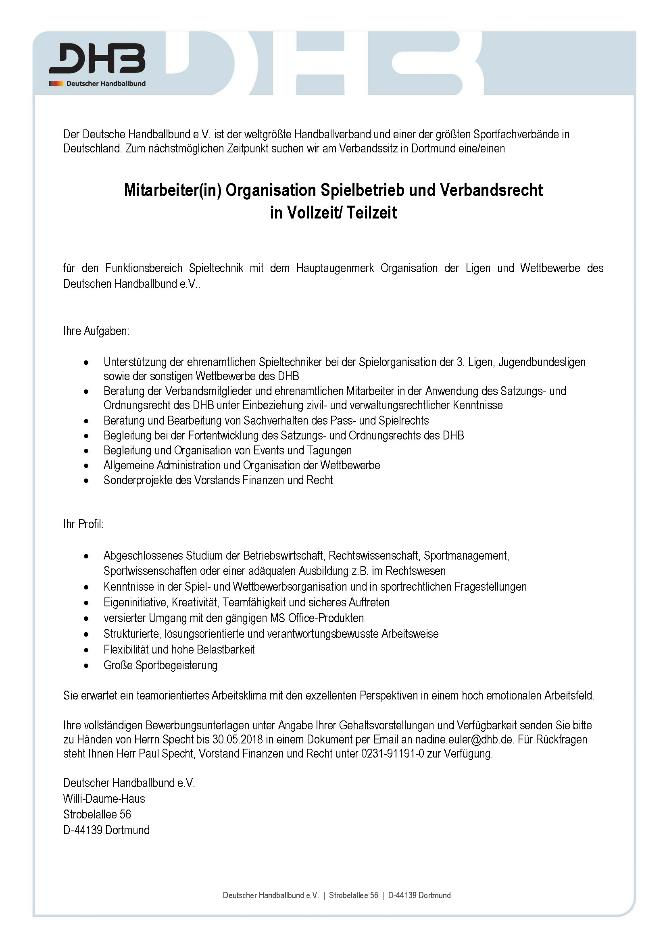 DHB
Deutscher Handballbund
DHB
Der Deutsche Handballbund e.V. ist der weltgrößte Handballverband und einer der größten Sportfachverbände in
Deutschland. Zum nächstmöglichen Zeitpunkt suchen wir am Verbandssitz in Dortmund eine/einen
Mitarbeiter(in) Organisation Spielbetrieb und Verbandsrecht
in Vollzeit/ Teilzeit
für den Funktionsbereich Spieltechnik mit dem Hauptaugenmerk Organisation der Ligen und Wettbewerbe des
Deutschen Handballbund e.V..
Ihre Aufgaben:
• Unterstützung der ehrenamtlichen Spieltechniker bei der Spielorganisation der 3. Ligen, Jugendbundesligen
sowie der sonstigen Wettbewerbe des DHB
• Beratung der Verbandsmitglieder und ehrenamtlichen Mitarbeiter in der Anwendung des Satzungs- und
Ordnungsrecht des DHB unter Einbeziehung zivil- und verwaltungsrechtlicher Kenntnisse
• Beratung und Bearbeitung von Sachverhalten des Pass- und Spielrechts
• Begleitung bei der Fortentwicklung des Satzungs- und Ordnungsrechts des DHB
• Begleitung und Organisation von Events und Tagungen
• Allgemeine Administration und Organisation der Wettbewerbe
• Sonderprojekte des Vorstands Finanzen und Recht
Ihr Profil:
• Abgeschlossenes Studium der Betriebswirtschaft, Rechtswissenschaft, Sportmanagement,
Sportwissenschaften oder einer adäquaten Ausbildung z.B. im Rechtswesen
• Kenntnisse in der Spiel- und Wettbewerbsorganisation und in sportrechtlichen Fragestellungen
• Eigeninitiative, Kreativität, Teamfähigkeit und sicheres Auftreten
• versierter Umgang mit den gängigen MS Office-Produkten
• Strukturierte, lösungsorientierte und verantwortungsbewusste Arbeitsweise
• Flexibilität und hohe Belastbarkeit
• Große Sportbegeisterung
Sie erwartet ein teamorientiertes Arbeitsklima mit den exzellenten Perspektiven in einem hoch emotionalen Arbeitsfeld.
Ihre vollständigen Bewerbungsunterlagen unter Angabe Ihrer Gehaltsvorstellungen und Verfügbarkeit senden Sie bitte
zu Händen von Herrn Specht bis 30.05.2018 in einem Dokument per Email an nadine.euler@dhb.de. Für Rückfragen
steht Ihnen Herr Paul Specht, Vorstand Finanzen und Recht unter 0231-91191-0 zur Verfügung.
Deutscher Handballbund e.V.
Willi-Daume-Haus
Strobelallee 56
D-44139 Dortmund
Deutscher Handballbund e.V. | Strobelallee 56 | D-44139 Dortmund